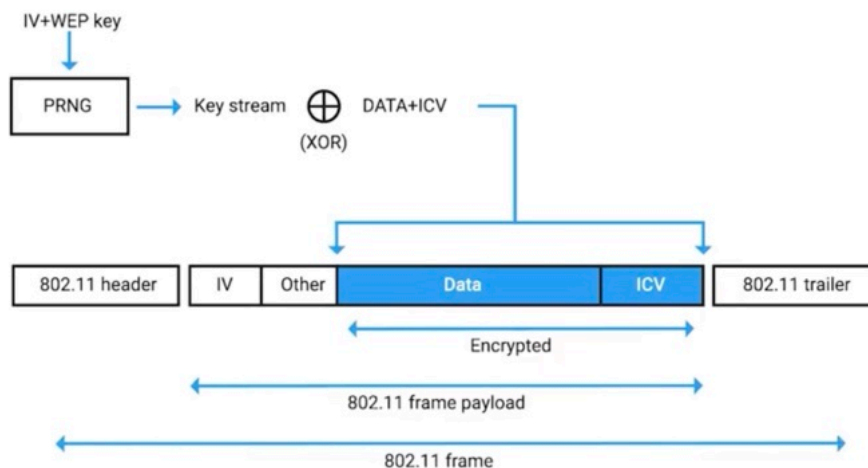 IV+WEP key
PRNG
Key stream
DATA+ICV
(XOR)
802.11 header
IV
Other
Data
ICV
802.11 trailer
Encrypted
802.11 frame payload
802.11 frame